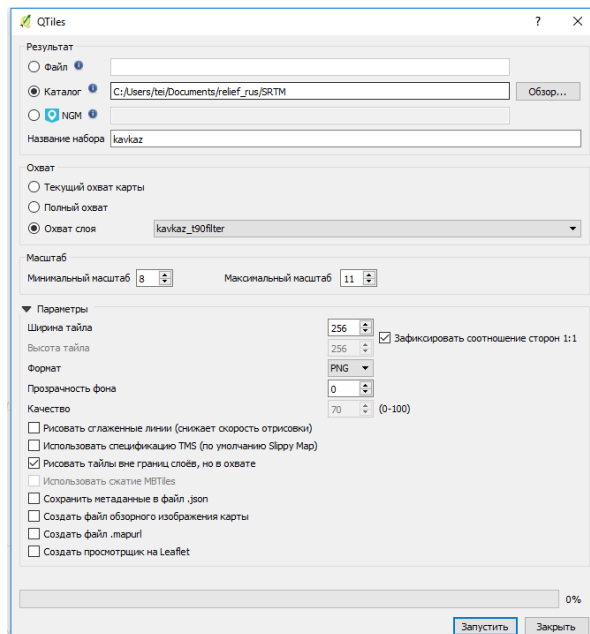 QTiles ? ×
Результат
Файл
Каталог C:/Users/tei/Documents/relief_rus/SRTM Обзор...
NGM
Название набора kavkaz
Охват
Текущий охват карты
Полный охват
Охват слоя kavkaz_t90filter
Масштаб
Минимальный масштаб 8 Максимальный масштаб 11
Параметры
Ширина тайла 256
Зафиксировать соотношение сторон 1:1
Высота тайла 256
Формат PNG
Прозрачность фона 0
Качество 70 (0-100)
Рисовать сглаженные линии (снижает скорость отрисовки)
Использовать спецификацию TMS (по умолчанию Slippy Map)
Рисовать тайлы вне границ слоёв, но в охвате
Использовать сжатие MBTiles
Сохранить метаданные в файл .json
Создать файл обзорного изображения карты
Создать файл .mapurl
Создать просмотрщик на Leaflet
0%
Запустить Закрыть